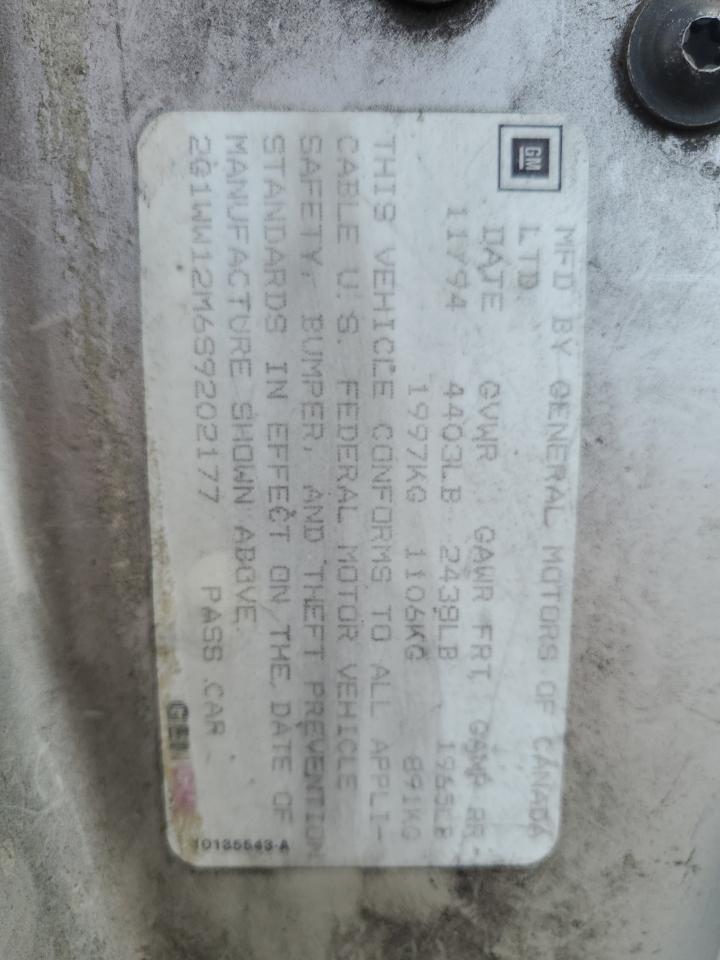 GM
MFD BY GENERAL MOTORS OF CANADA
LTD
DATE GVWR GAWR FRT GAWR RR
11/94 4403LB 2438LB 1965LB
1997KG 1106KG 891KG
THIS VEHICLE CONFORMS TO ALL APPLI-
CABLE U.S. FEDERAL MOTOR VEHICLE
SAFETY, BUMPER, AND THEFT PREVENTION
STANDARDS IN EFFECT ON THE DATE OF
MANUFACTURE SHOWN ABOVE.
2G1WW12M6S9202177 PASS.CAR
10135543-A